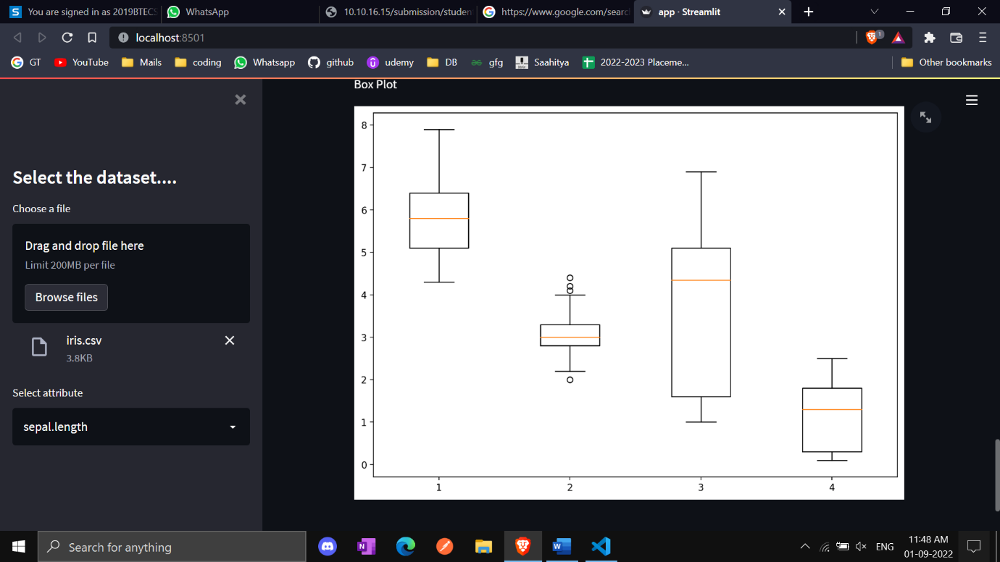 You are signed in as 2019BTECS
WhatsApp
10.10.16.15/submission/studen
https://www.google.com/searc
app · Streamlit
localhost:8501
1
GT
YouTube
Mails
coding
Whatsapp
github
udemy
DB
gfg
Saahitya
2022-2023 Placeme...
Other bookmarks
Select the dataset....
Choose a file
Drag and drop file here
Limit 200MB per file
Browse files
iris.csv
3.8KB
Select attribute
sepal.length
Box Plot
8
7
6
5
4
3
2
1
0
1 2 3 4
Search for anything
ENG
11:48 AM
01-09-2022